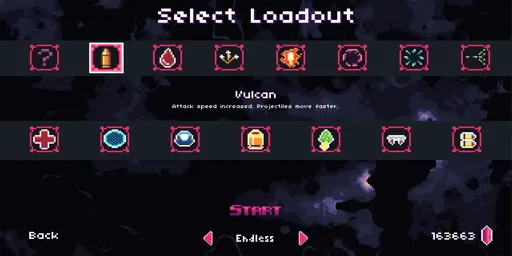 Select Loadout
?
Vulcan
Attack speed increased. Projectiles move faster.
Start
Back
Endless
163663